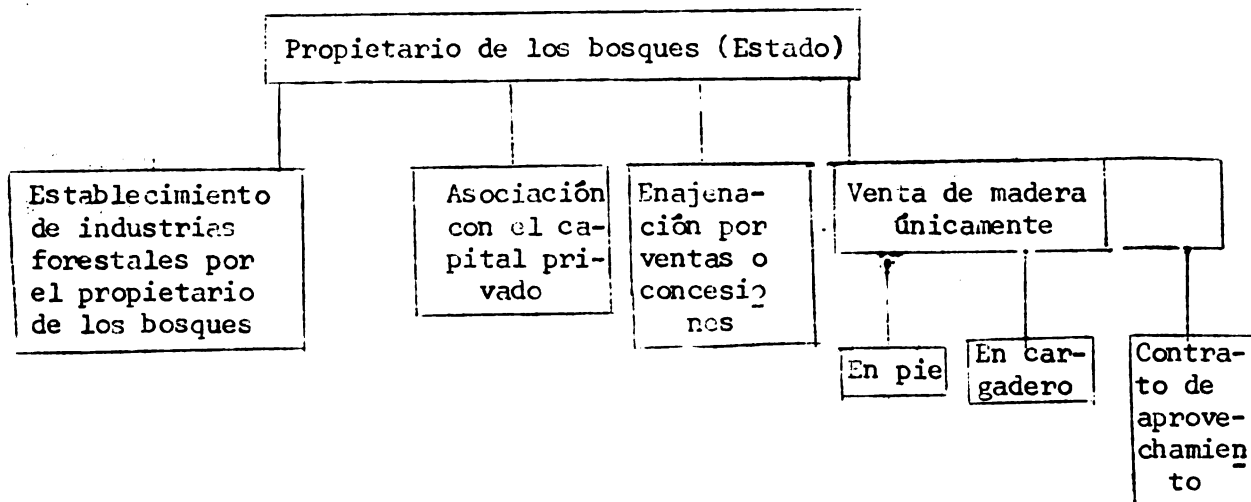 Propietario de los bosques (Estado)
Establecimiento
de industrias
forestales por
el propietario
de los bosques
Asociación
con el ca-
pital pri-
vado
Enajena-
ción por
ventas o
concesio
nes
Venta de madera
únicamente
En pie
En car-
gadero
Contra-
to de
aprove-
chamien
to